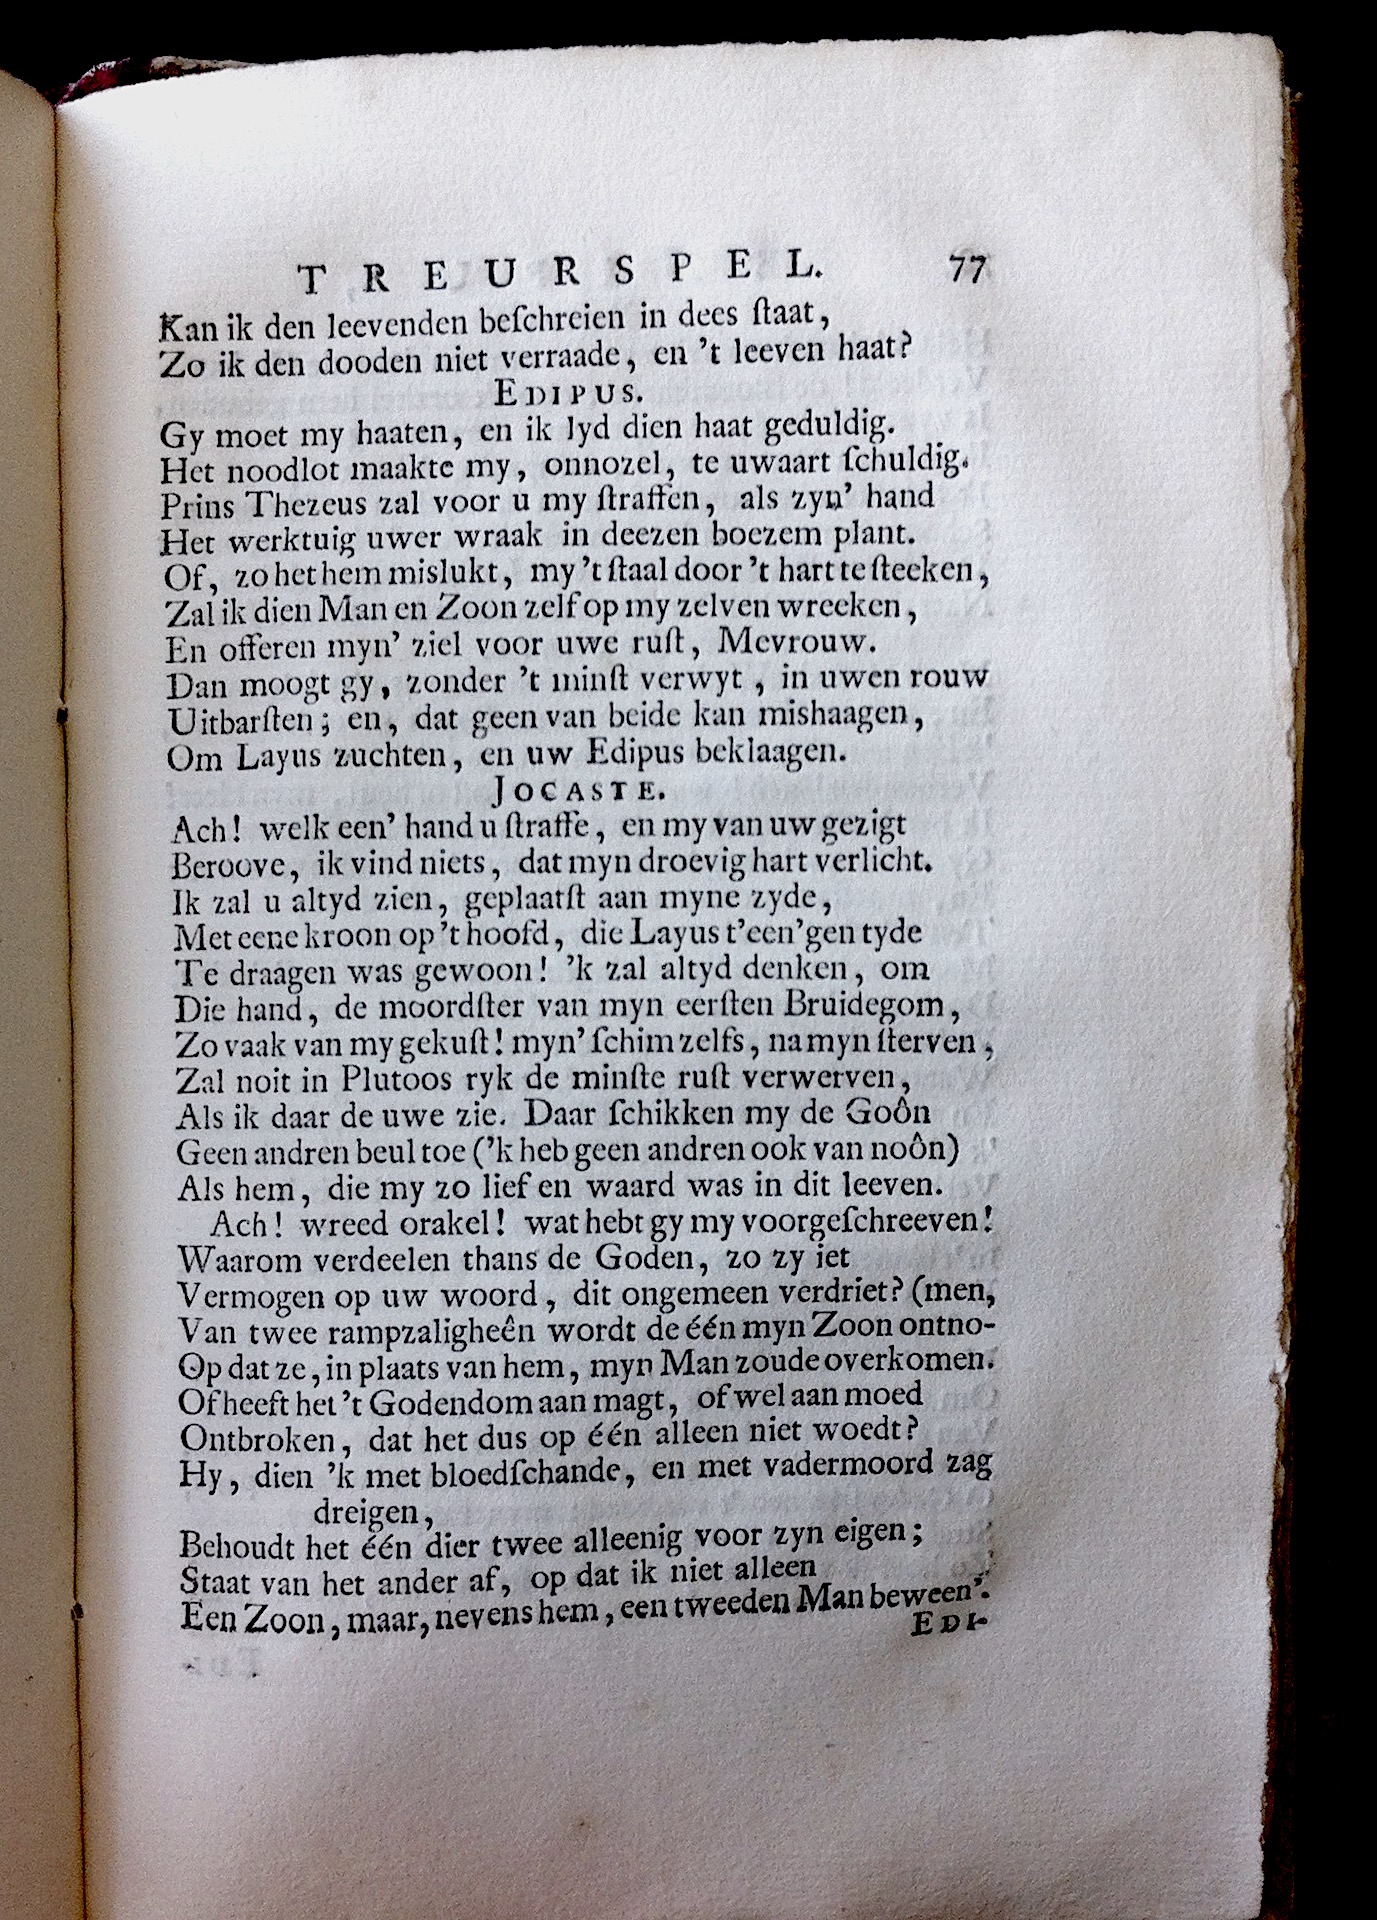 TREURSPEL. 77
Kan ik den leevenden beſchreien in dees ſtaat,
Zo ik den dooden niet verraade, en 't leeven haat?
EDIPUS.
Gy moet my haaten, en ik lyd dien haat geduldig.
Het noodlot maakte my, onnozel, te uwaart ſchuldig.
Prins Thezeus zal voor u my ſtraffen, als zyn' hand
Het werktuig uwer wraak in deezen boezem plant.
Of, zo het hem mislukt, my 't ſtaal door 't hart te ſteeken,
Zal ik dien Man en Zoon zelf op my zelven wreeken,
En offeren myn' ziel voor uwe ruſt, Mevrouw.
Dan moogt gy, zonder 't minſt verwyt, in uwen rouw
Uitbarſten; en, dat geen van beide kan mishaagen,
Om Layus zuchten, en uw Edipus beklaagen.
JOCASTE.
Ach! welk een' hand u ſtraffe, en my van uw gezigt
Beroove, ik vind niets, dat myn droevig hart verlicht.
Ik zal u altyd zien, geplaatſt aan myne zyde,
Met eene kroon op 't hoofd, die Layus t'een'gen tyde
Te draagen was gewoon! 'k zal altyd denken, om
Die hand, de moordſter van myn eerſten Bruidegom,
Zo vaak van my gekuſt! myn' ſchim zelfs, na myn ſterven,
Zal noit in Plutoos ryk de minſte ruſt verwerven,
Als ik daar de uwe zie. Daar ſchikken my de Goôn
Geen andren beul toe ('k heb geen andren ook van noôn)
Als hem, die my zo lief en waard was in dit leeven.
Ach! wreed orakel! wat hebt gy my voorgeſchreeven!
Waarom verdeelen thans de Goden, zo zy iet
Vermogen op uw woord, dit ongemeen verdriet? (men,
Van twee rampzaligheên wordt de één myn Zoon ontno-
Op dat ze, in plaats van hem, myn Man zoude overkomen.
Of heeft het 't Godendom aan magt, of wel aan moed
Ontbroken, dat het dus op één alleen niet woedt?
Hy, dien 'k met bloedſchande, en met vadermoord zag
dreigen,
Behoudt het één dier twee alleenig voor zyn eigen;
Staat van het ander af, op dat ik niet alleen
Een Zoon, maar, nevens hem, een tweeden Man beween'.
EDI-